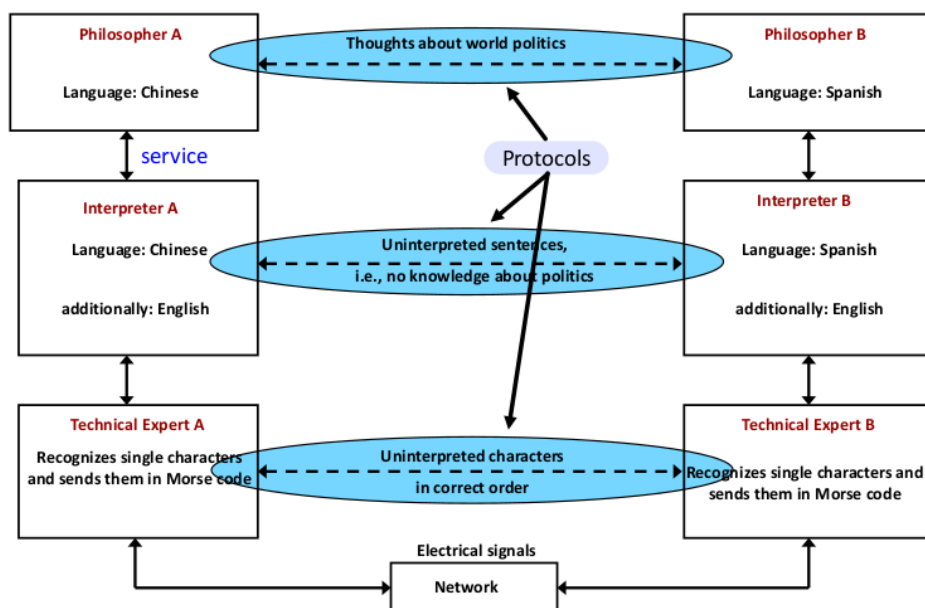 Philosopher A
Language: Chinese
Thoughts about world politics
Philosopher B
Language: Spanish
service
Protocols
Interpreter A
Language: Chinese
additionally: English
Uninterpreted sentences,
i.e., no knowledge about politics
Interpreter B
Language: Spanish
additionally: English
Technical Expert A
Recognizes single characters
and sends them in Morse code
Uninterpreted characters
in correct order
Technical Expert B
Recognizes single characters and
sends them in Morse code
Electrical signals
Network